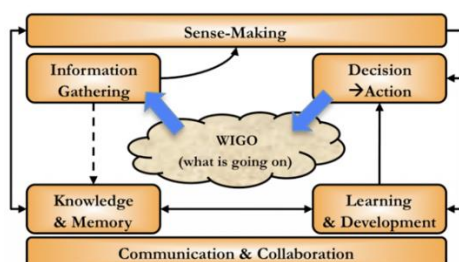 Sense-Making
Information
Gathering
Decision
→Action
WIGO
(what is going on)
Knowledge
& Memory
Learning
& Development
Communication & Collaboration